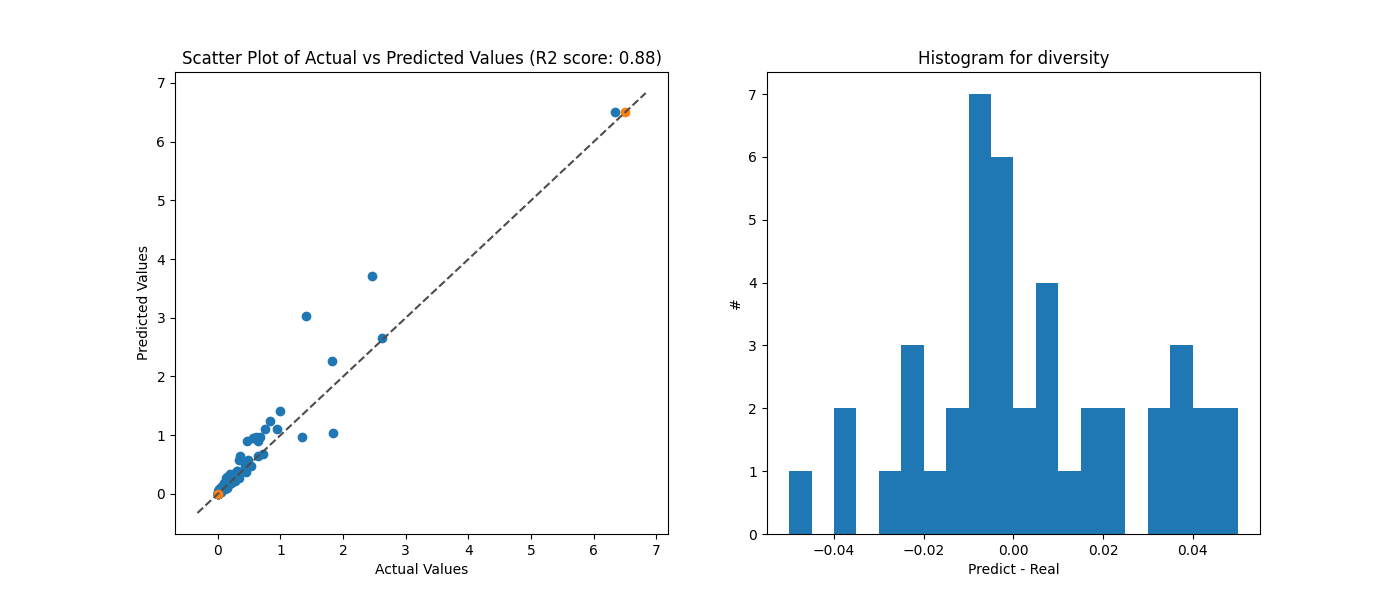 Scatter Plot of Actual vs Predicted Values (R2 score: 0.88)
7
6
5
4
3
2
1
0
Predicted Values
0 1 2 3 4 5 6 7
Actual Values
Histogram for diversity
7
6
5
4
3
2
1
0
#
−0.04 −0.02 0.00 0.02 0.04
Predict - Real